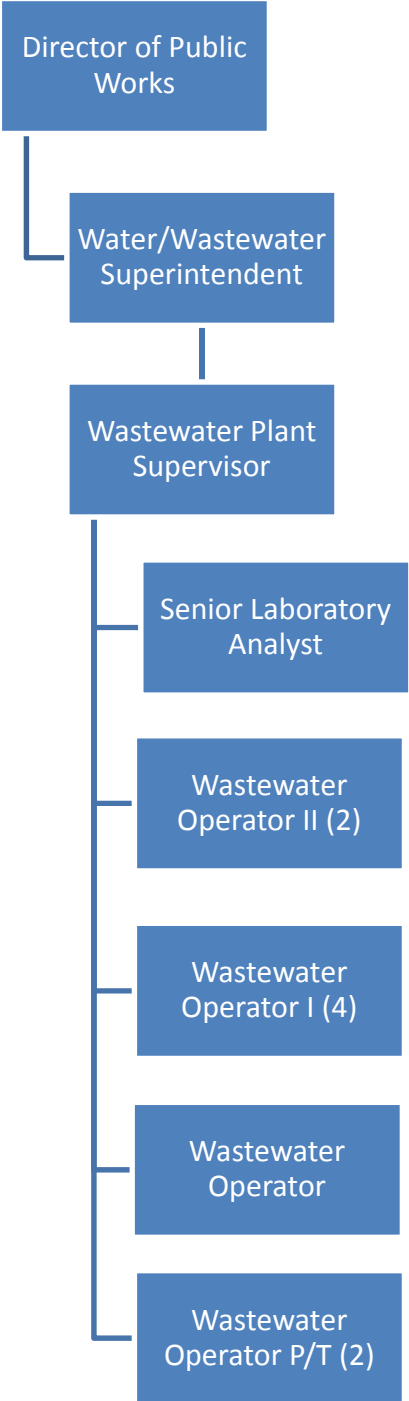 Director of Public
Works
Water/Wastewater
Superintendent
Wastewater Plant
Supervisor
Senior Laboratory
Analyst
Wastewater
Operator II (2)
Wastewater
Operator I (4)
Wastewater
Operator
Wastewater
Operator P/T (2)